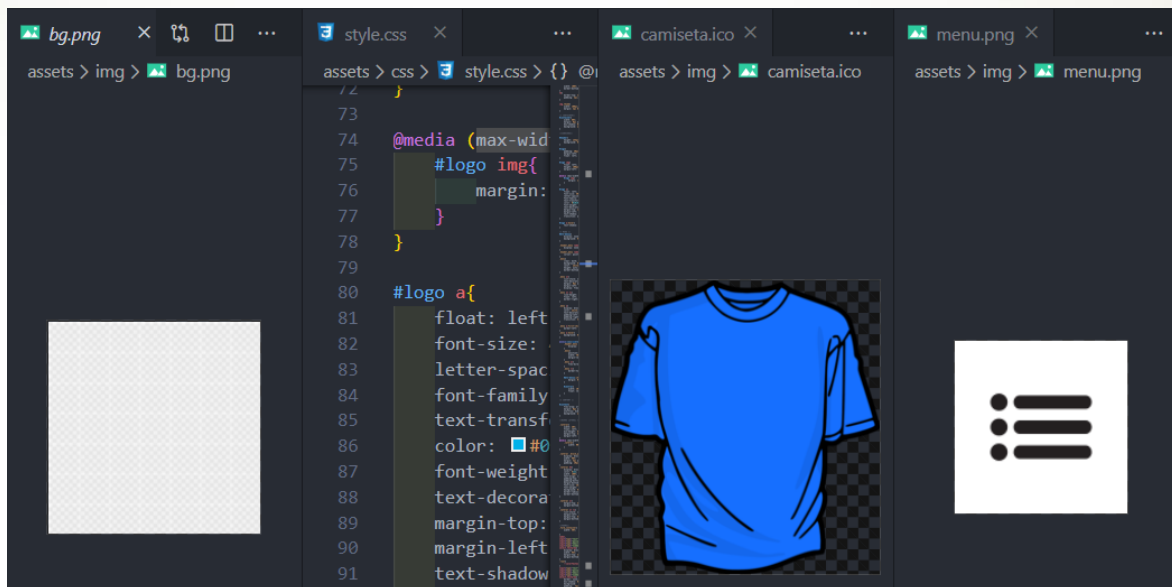 bg.png
assets > img > bg.png
style.css
assets > css > style.css > {} @
72 }
73
74 @media (max-wid
75 #logo img{
76 margin:
77 }
78 }
79
80 #logo a{
81 float: left
82 font-size:
83 letter-spac
84 font-family
85 text-transf
86 color: #0
87 font-weight
88 text-decora
89 margin-top:
90 margin-left
91 text-shadow
camiseta.ico
assets > img > camiseta.ico
menu.png
assets > img > menu.png